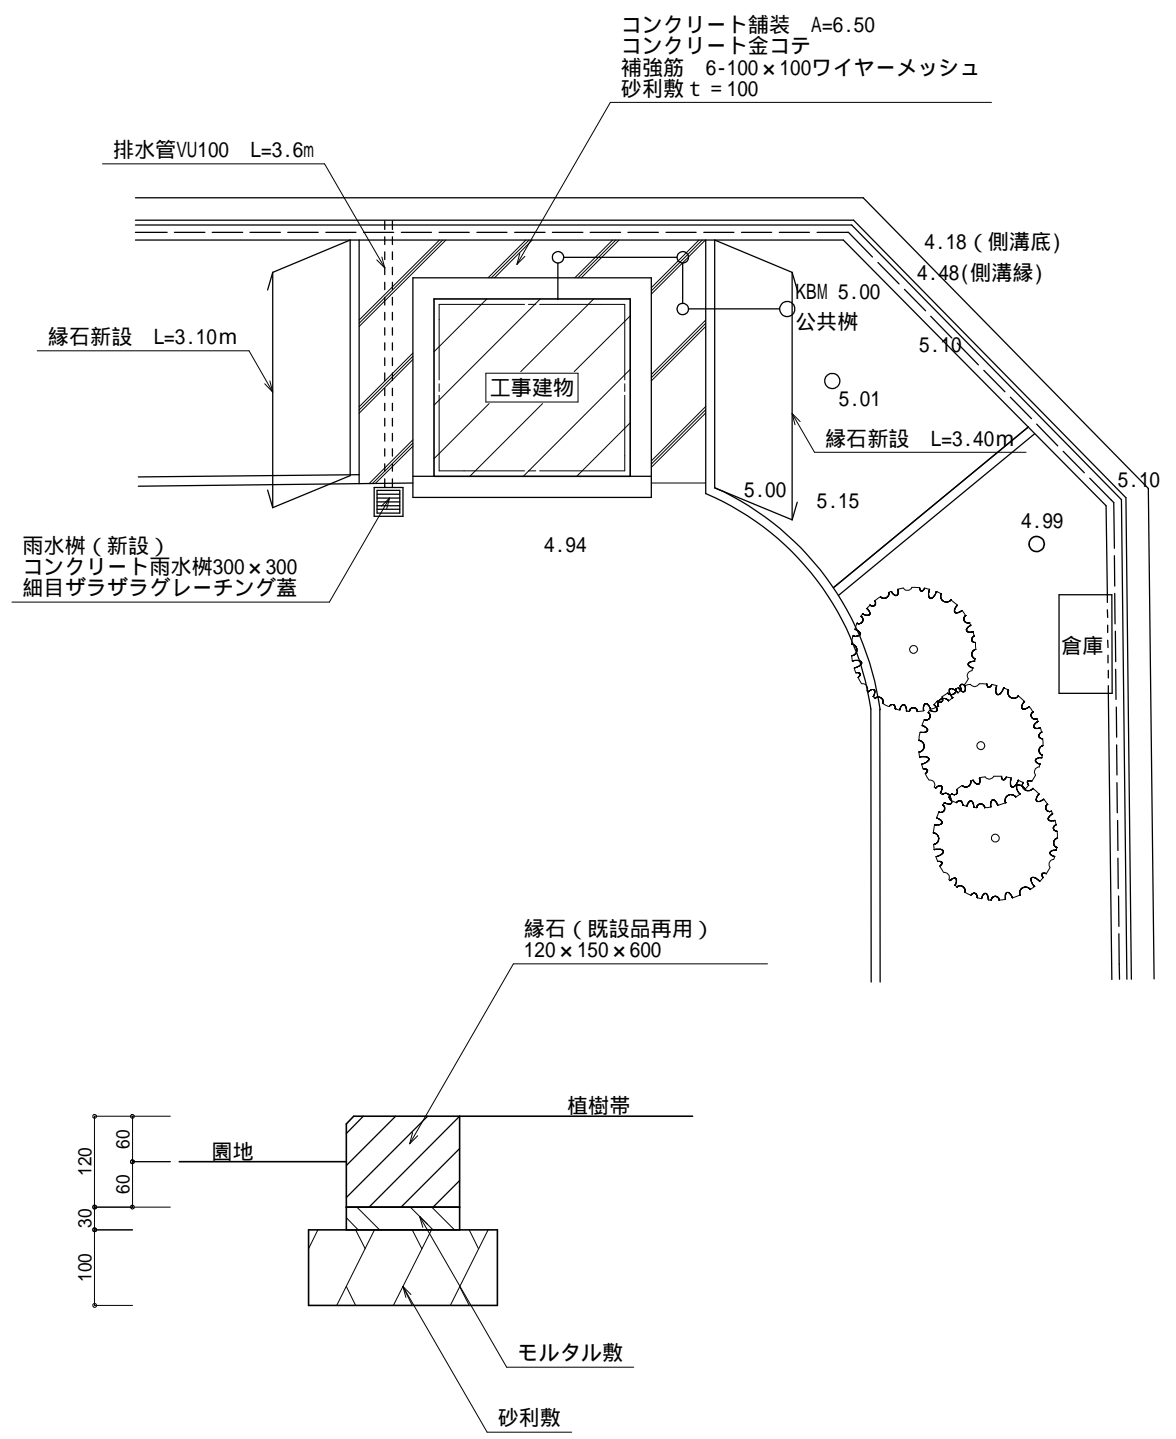 コンクリート舗装　A=6.50
コンクリート金コテ
補強筋　6-100×100ワイヤーメッシュ
砂利敷ｔ＝100
排水管VU100　L=3.6m
4.18（側溝底)
4.48(側溝縁)
KBM 5.00
公共桝
縁石新設　L=3.10m
5.10
工事建物
5.01
縁石新設　L=3.40m
5.10
5.00
5.15
4.99
4.94
雨水桝（新設）
コンクリート雨水桝300×300
細目ザラザラグレーチング蓋
倉庫
縁石（既設品再用）
120×150×600
植樹帯
園地
60
120
60
30
100
モルタル敷
砂利敷